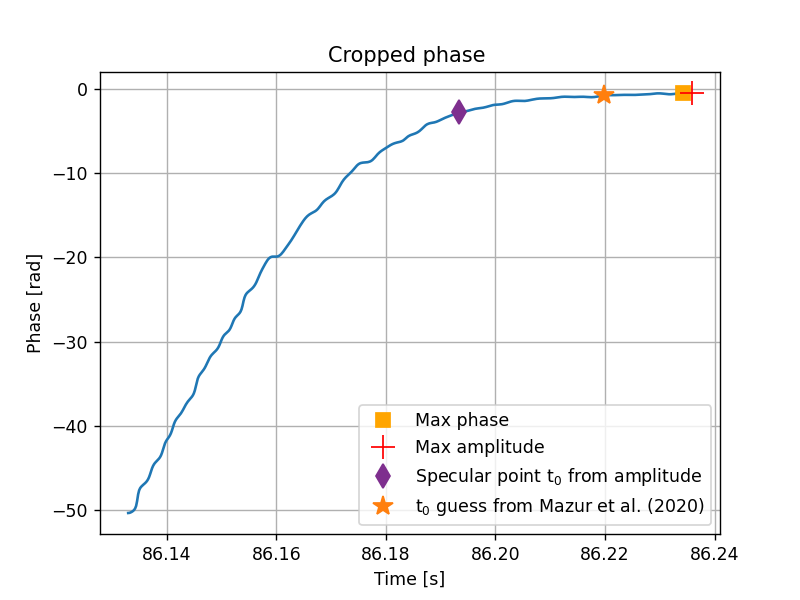 Cropped phase
0
−10
−20
−30
−40
−50
Phase [rad]
Max phase
Max amplitude
Specular point t₀ from amplitude
t₀ guess from Mazur et al. (2020)
86.14 86.16 86.18 86.20 86.22 86.24
Time [s]